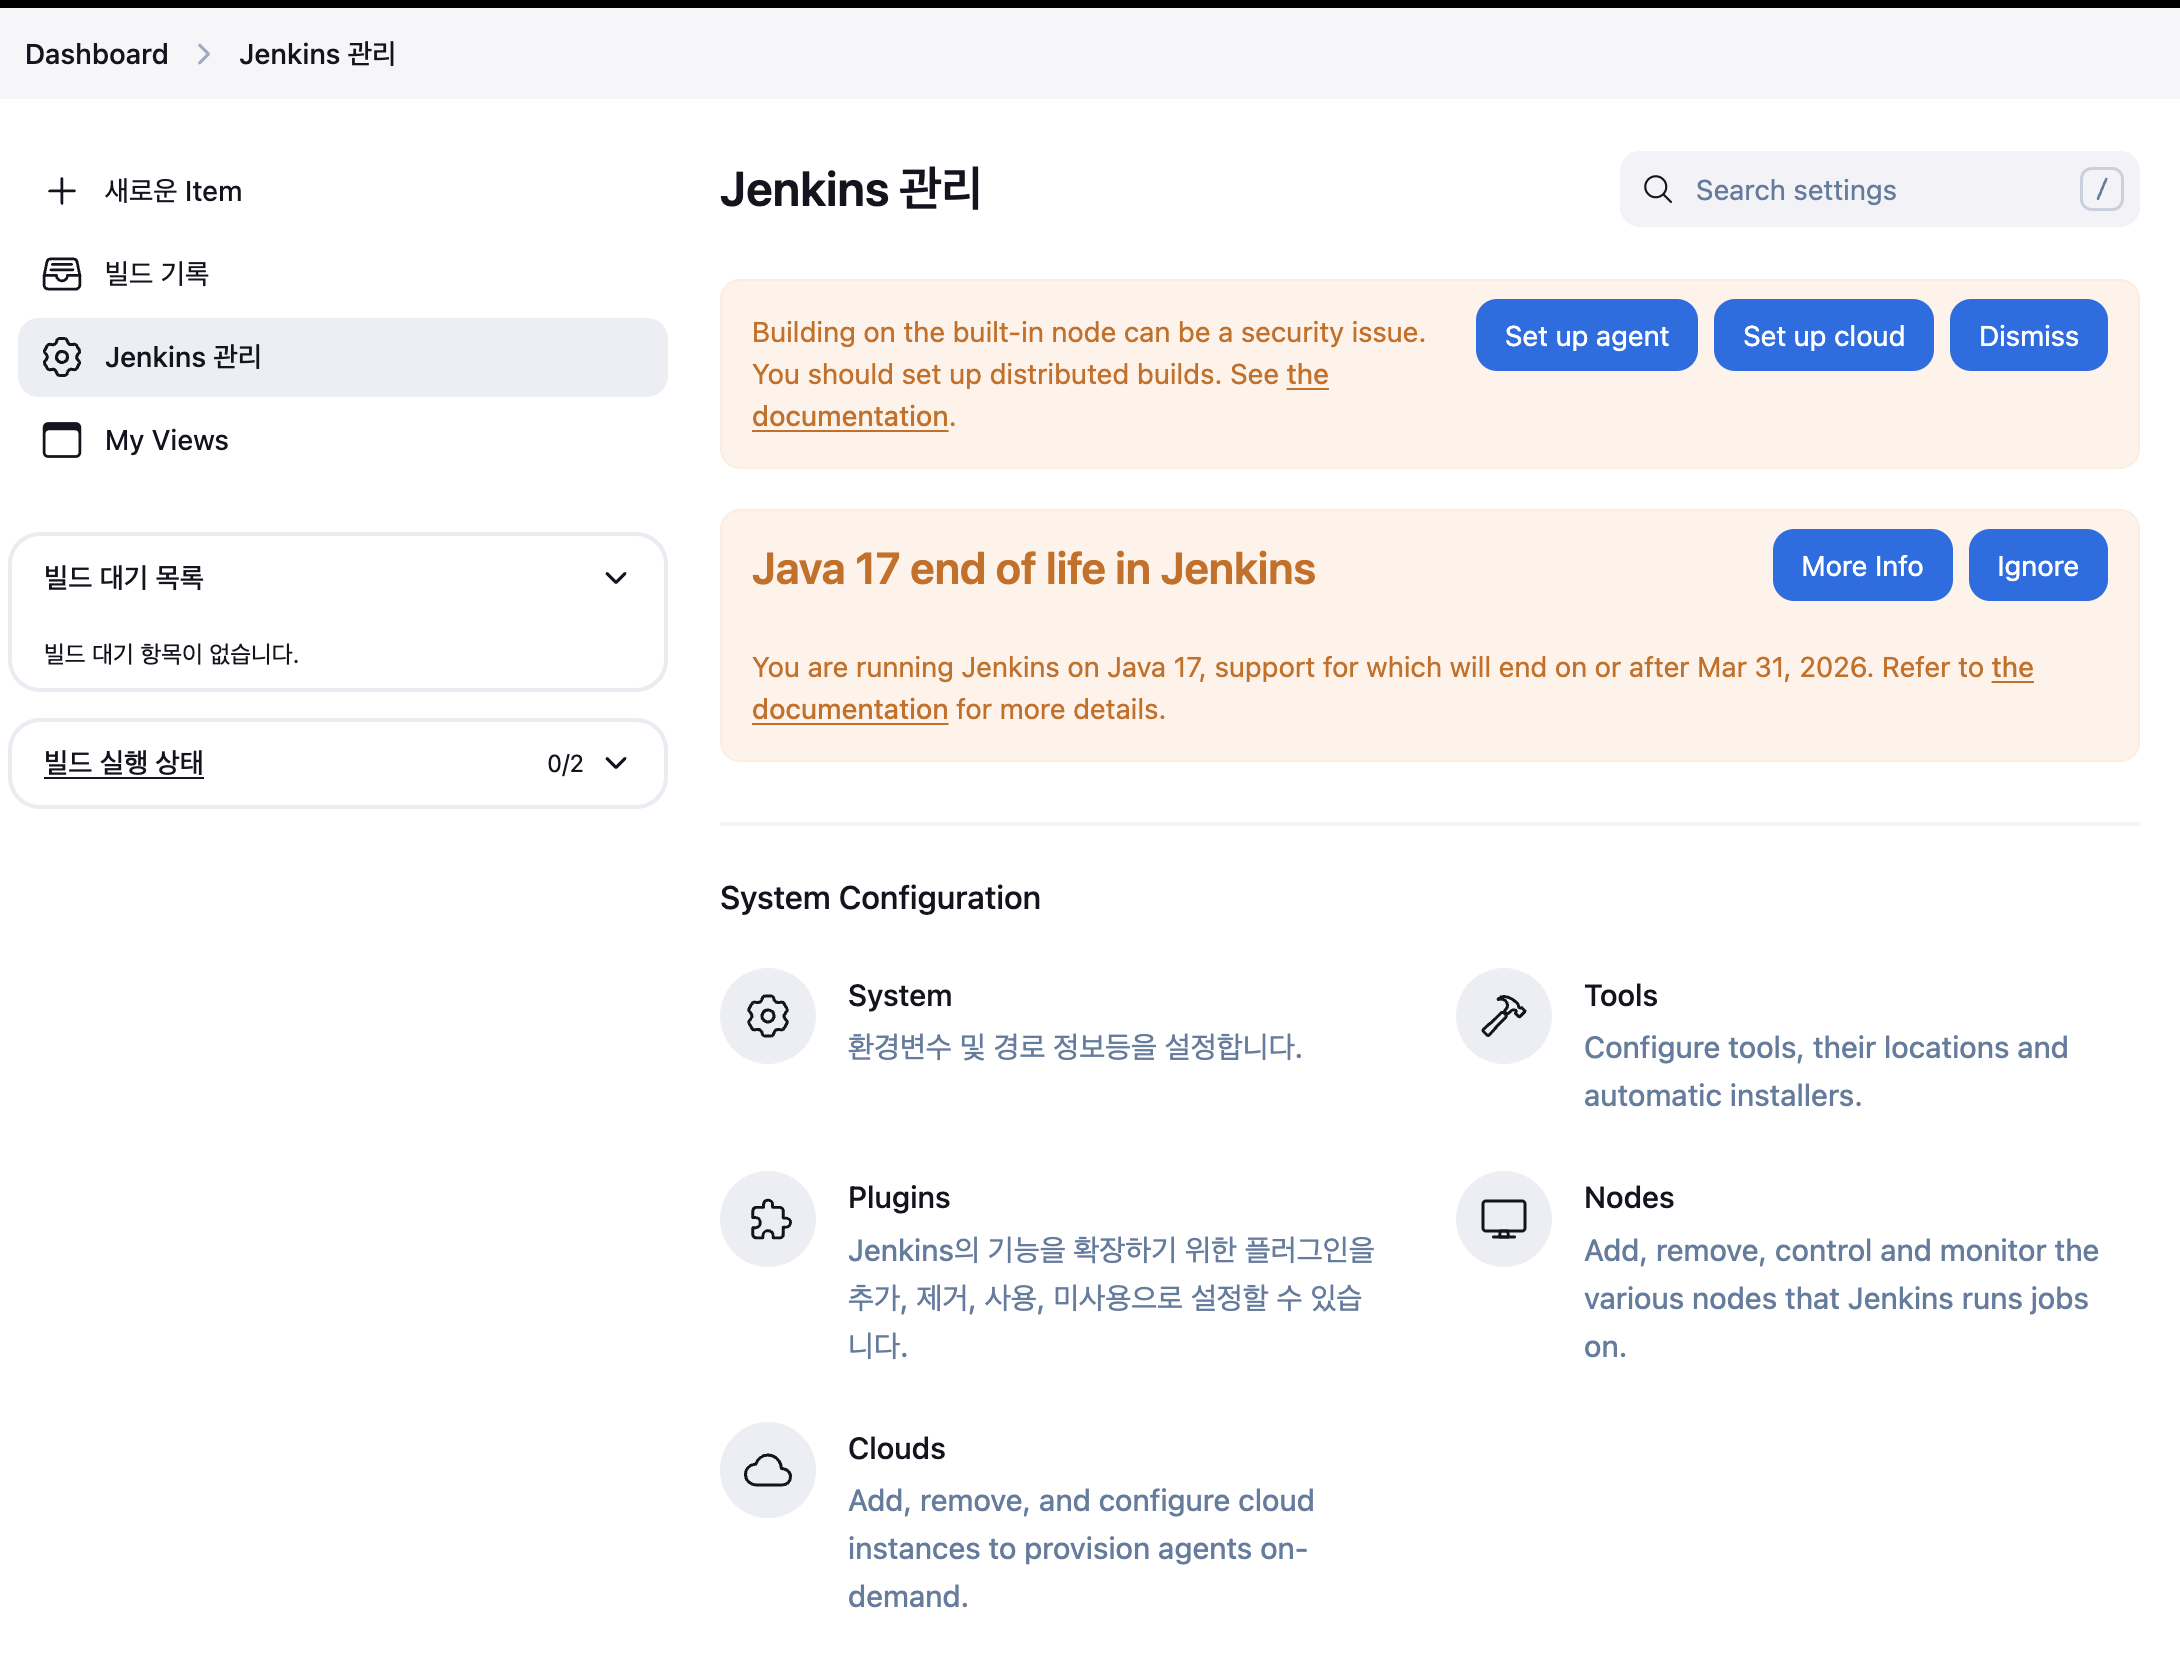 Dashboard
Jenkins 관리
새로운 Item
빌드 기록
Jenkins 관리
My Views
빌드 대기 목록
빌드 대기 항목이 없습니다.
빌드 실행 상태
0/2
Jenkins 관리
Search settings
/
Building on the built-in node can be a security issue.
You should set up distributed builds. See the
documentation.
Set up agent
Set up cloud
Dismiss
Java 17 end of life in Jenkins
More Info
Ignore
You are running Jenkins on Java 17, support for which will end on or after Mar 31, 2026. Refer to the
documentation for more details.
System Configuration
System
환경변수 및 경로 정보등을 설정합니다.
Tools
Configure tools, their locations and
automatic installers.
Plugins
Jenkins의 기능을 확장하기 위한 플러그인을
추가, 제거, 사용, 미사용으로 설정할 수 있습
니다.
Nodes
Add, remove, control and monitor the
various nodes that Jenkins runs jobs
on.
Clouds
Add, remove, and configure cloud
instances to provision agents on-
demand.